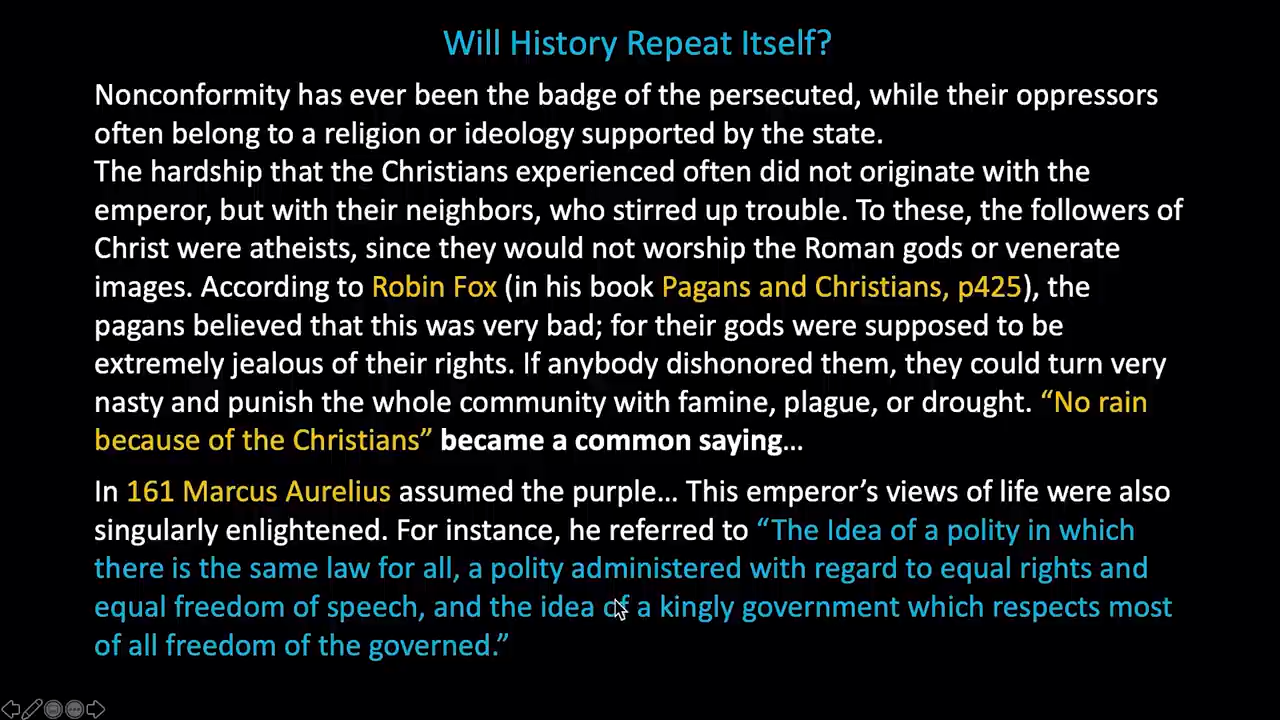 Will History Repeat Itself?
Nonconformity has ever been the badge of the persecuted, while their oppressors
often belong to a religion or ideology supported by the state.
The hardship that the Christians experienced often did not originate with the
emperor, but with their neighbors, who stirred up trouble. To these, the followers of
Christ were atheists, since they would not worship the Roman gods or venerate
images. According to Robin Fox (in his book Pagans and Christians, p425), the
pagans believed that this was very bad; for their gods were supposed to be
extremely jealous of their rights. If anybody dishonored them, they could turn very
nasty and punish the whole community with famine, plague, or drought. “No rain
because of the Christians” became a common saying…
In 161 Marcus Aurelius assumed the purple… This emperor’s views of life were also
singularly enlightened. For instance, he referred to “The Idea of a polity in which
there is the same law for all, a polity administered with regard to equal rights and
equal freedom of speech, and the idea of a kingly government which respects most
of all freedom of the governed.”